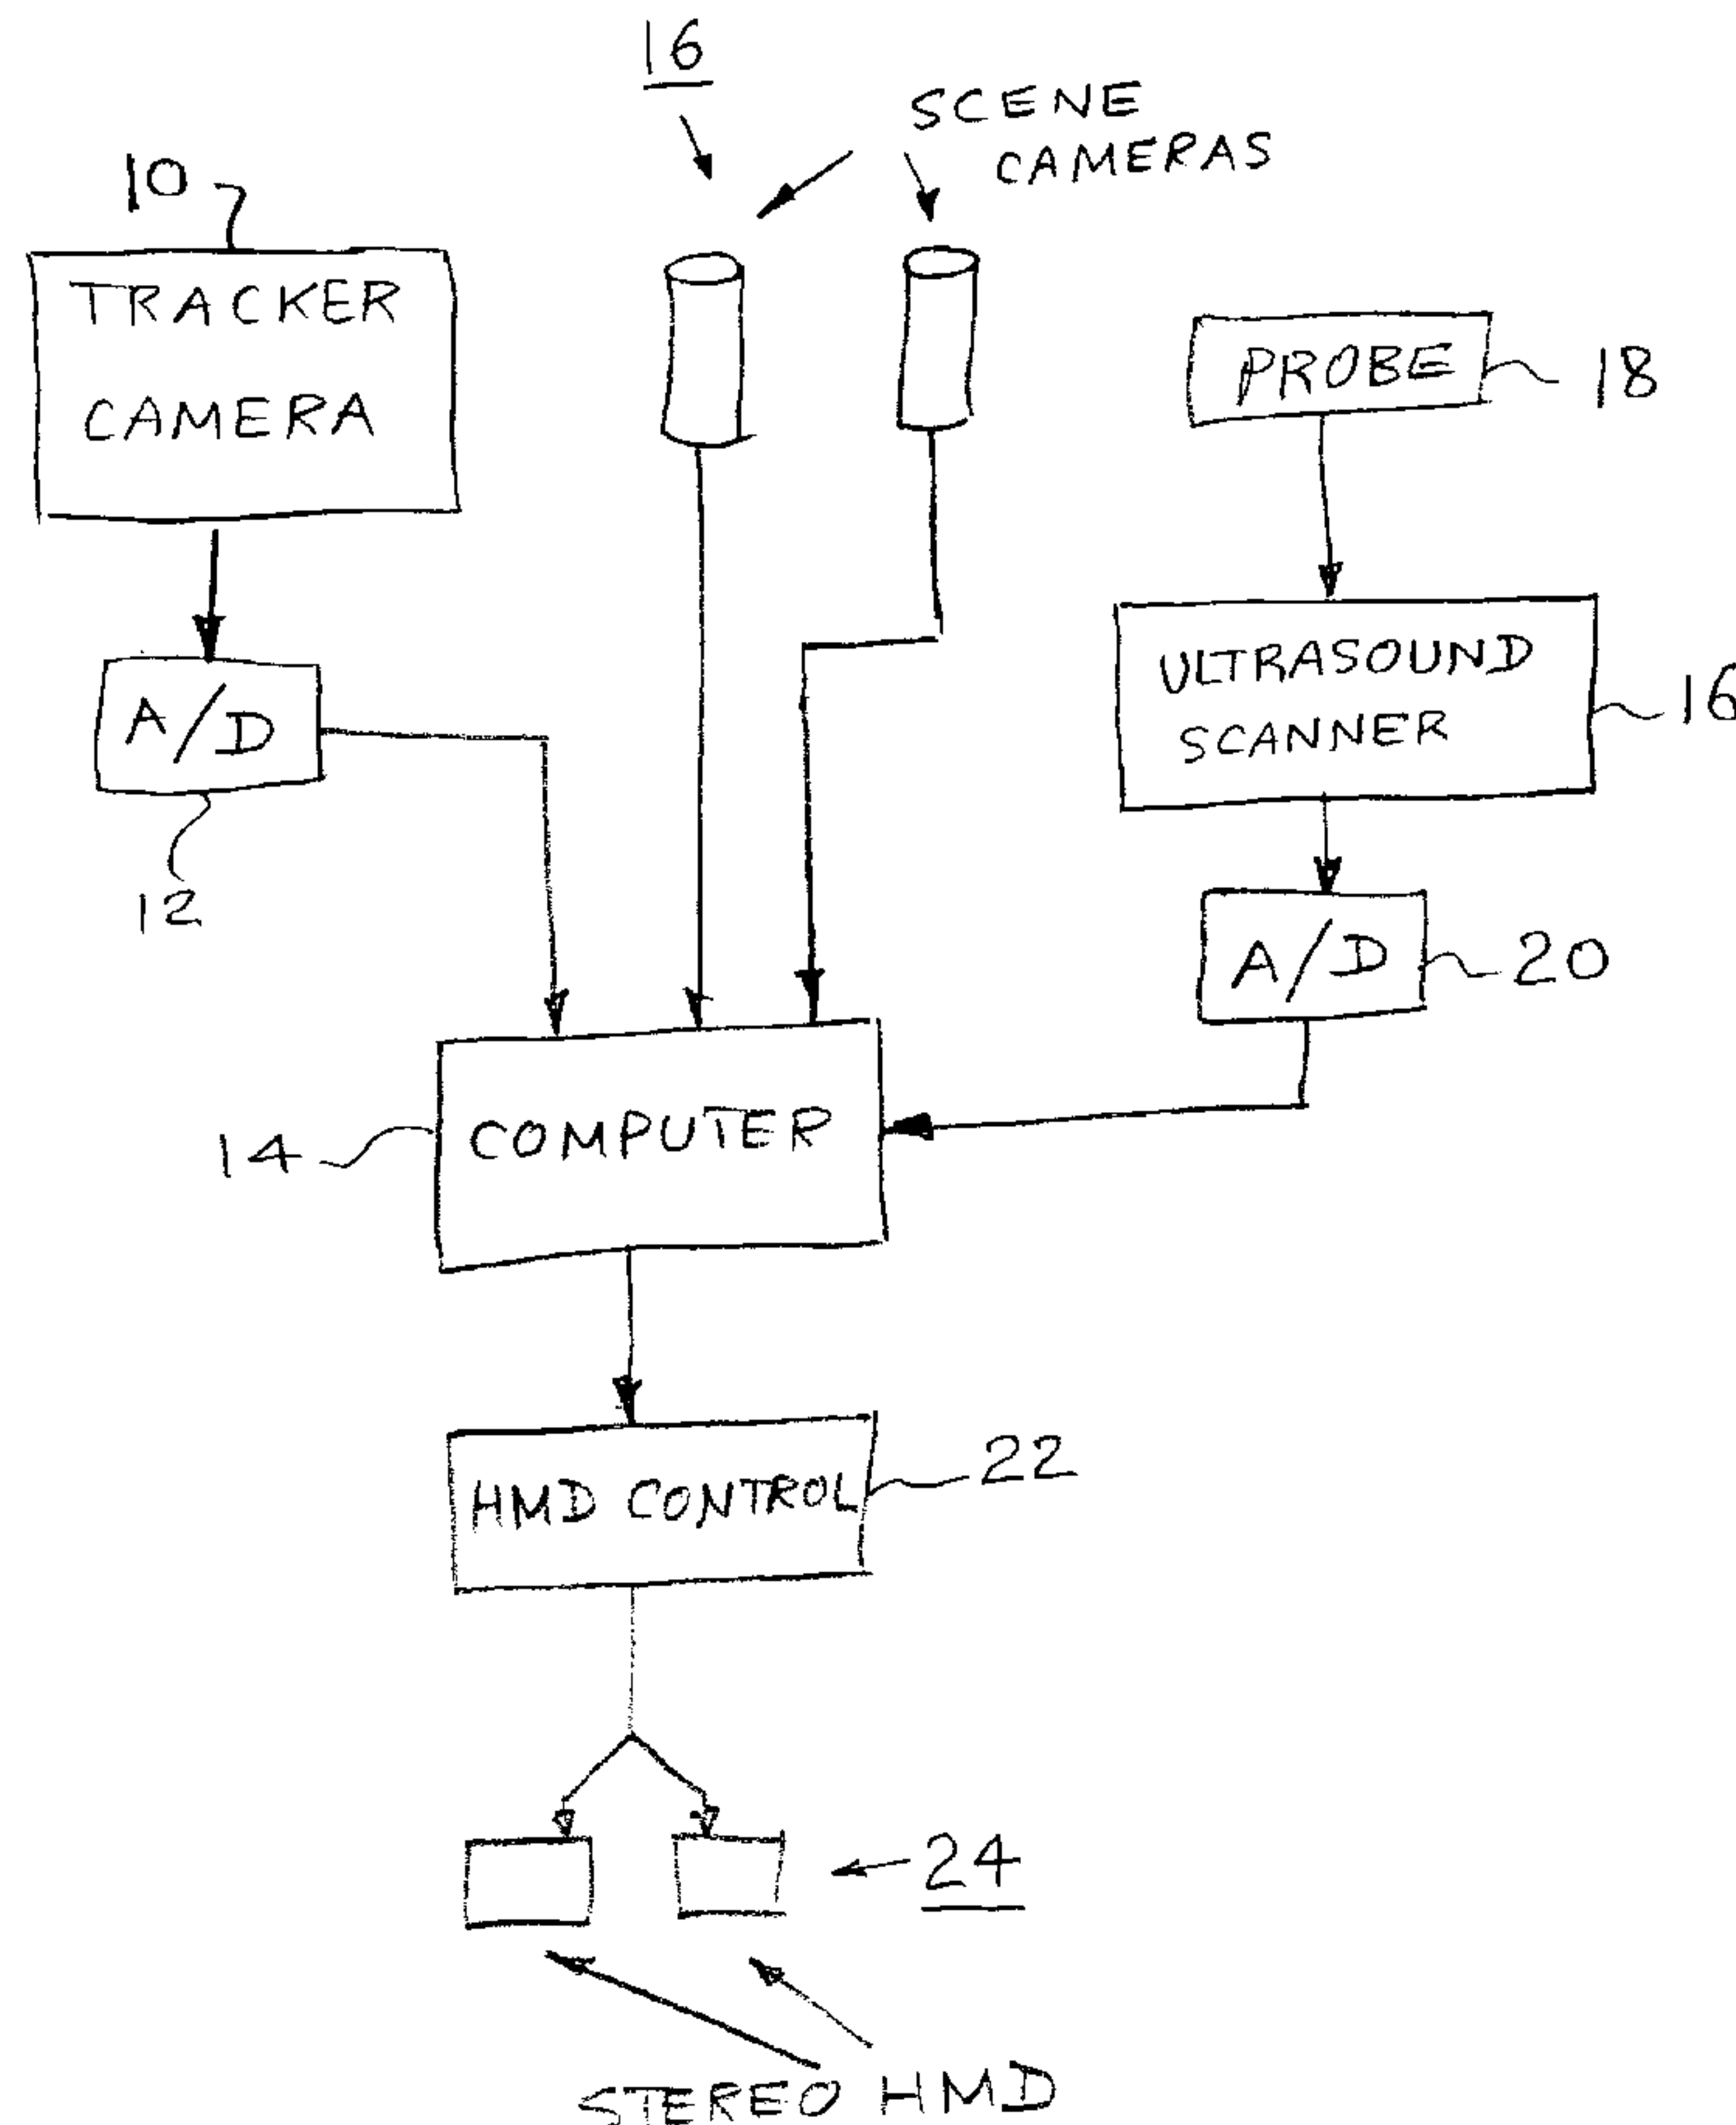 16
SCENE
CAMERAS
10
TRACKER
CAMERA
PROBE
18
ULTRASOUND
SCANNER
16
A/D
12
A/D
20
COMPUTER
14
HMD CONTROL
22
24
STEREO HMD